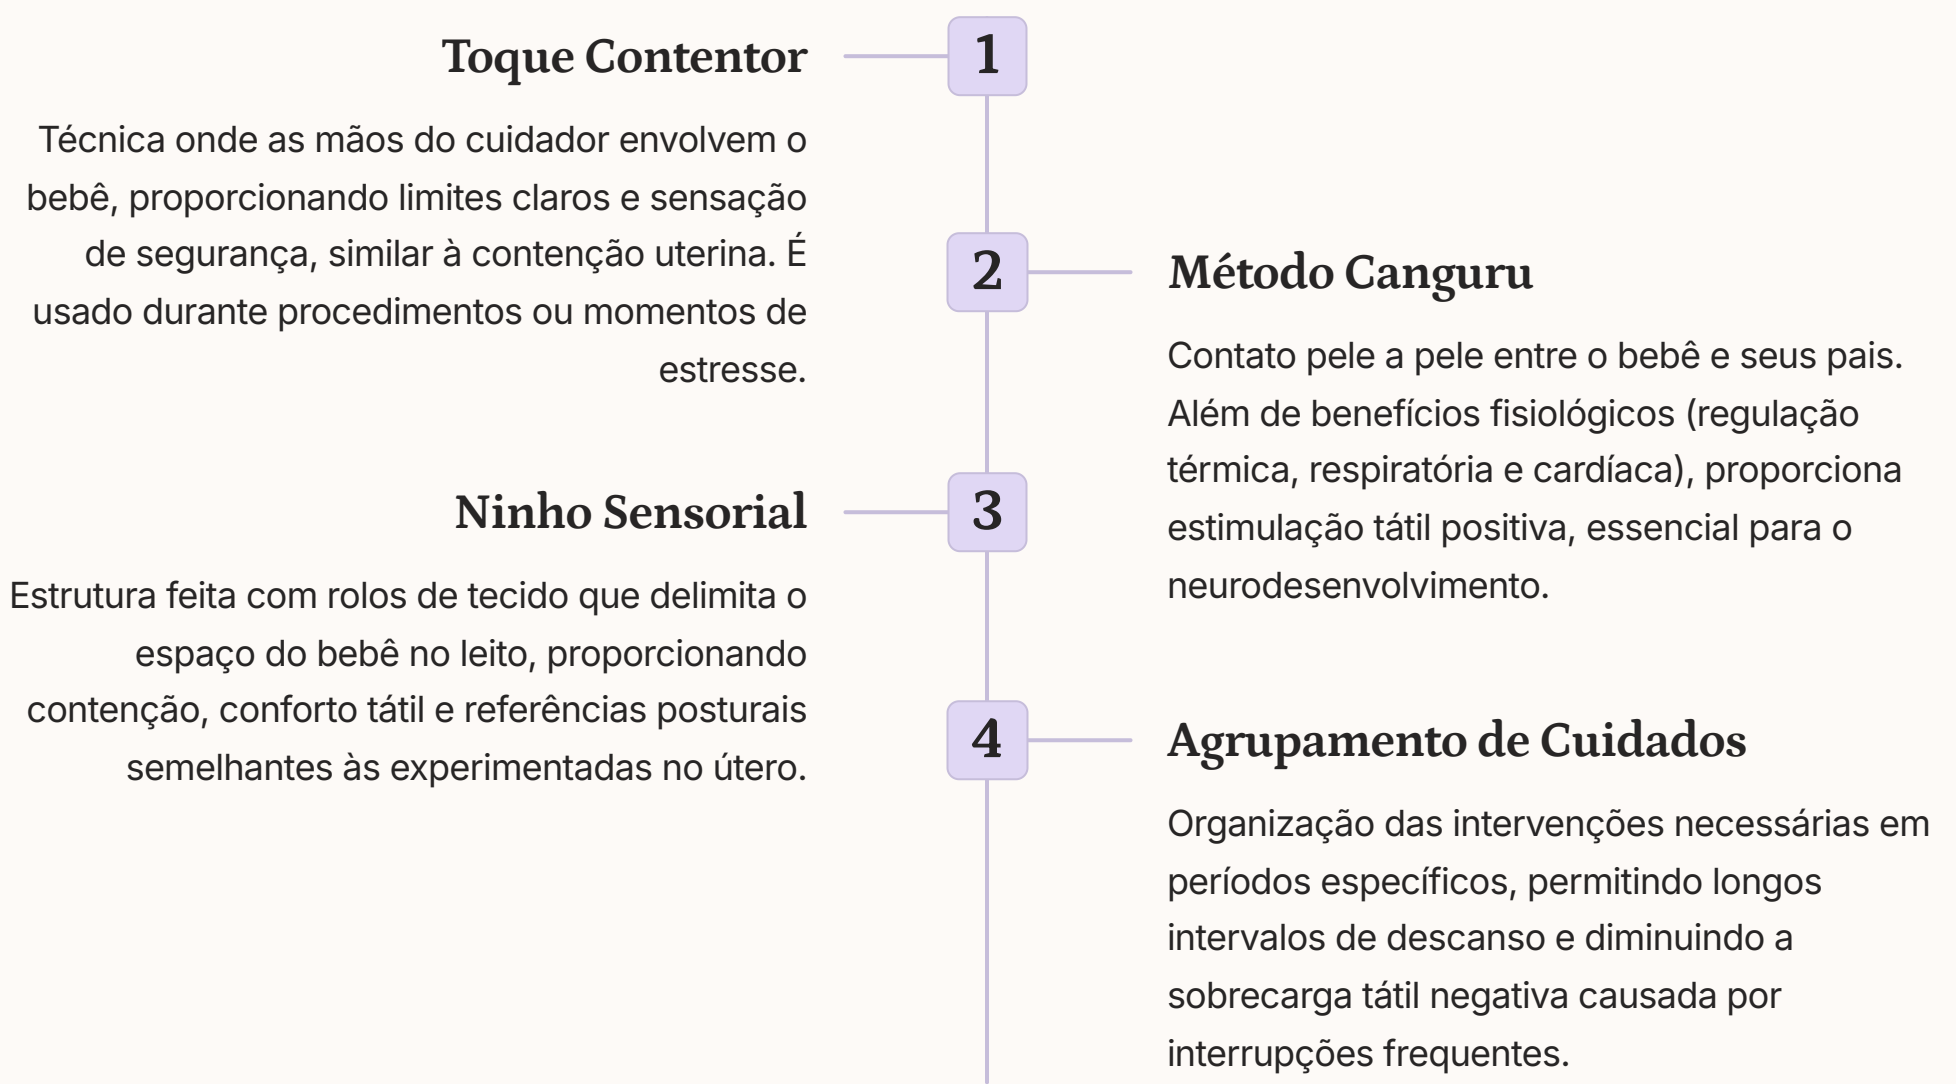 Toque Contentor
1
Técnica onde as mãos do cuidador envolvem o
bebê, proporcionando limites claros e sensação
de segurança, similar à contenção uterina. É
usado durante procedimentos ou momentos de
estresse.
2
Método Canguru
Contato pele a pele entre o bebê e seus pais.
Além de benefícios fisiológicos (regulação
térmica, respiratória e cardíaca), proporciona
estimulação tátil positiva, essencial para o
neurodesenvolvimento.
Ninho Sensorial
3
Estrutura feita com rolos de tecido que delimita o
espaço do bebê no leito, proporcionando
contenção, conforto tátil e referências posturais
semelhantes às experimentadas no útero.
4
Agrupamento de Cuidados
Organização das intervenções necessárias em
períodos específicos, permitindo longos
intervalos de descanso e diminuindo a
sobrecarga tátil negativa causada por
interrupções frequentes.